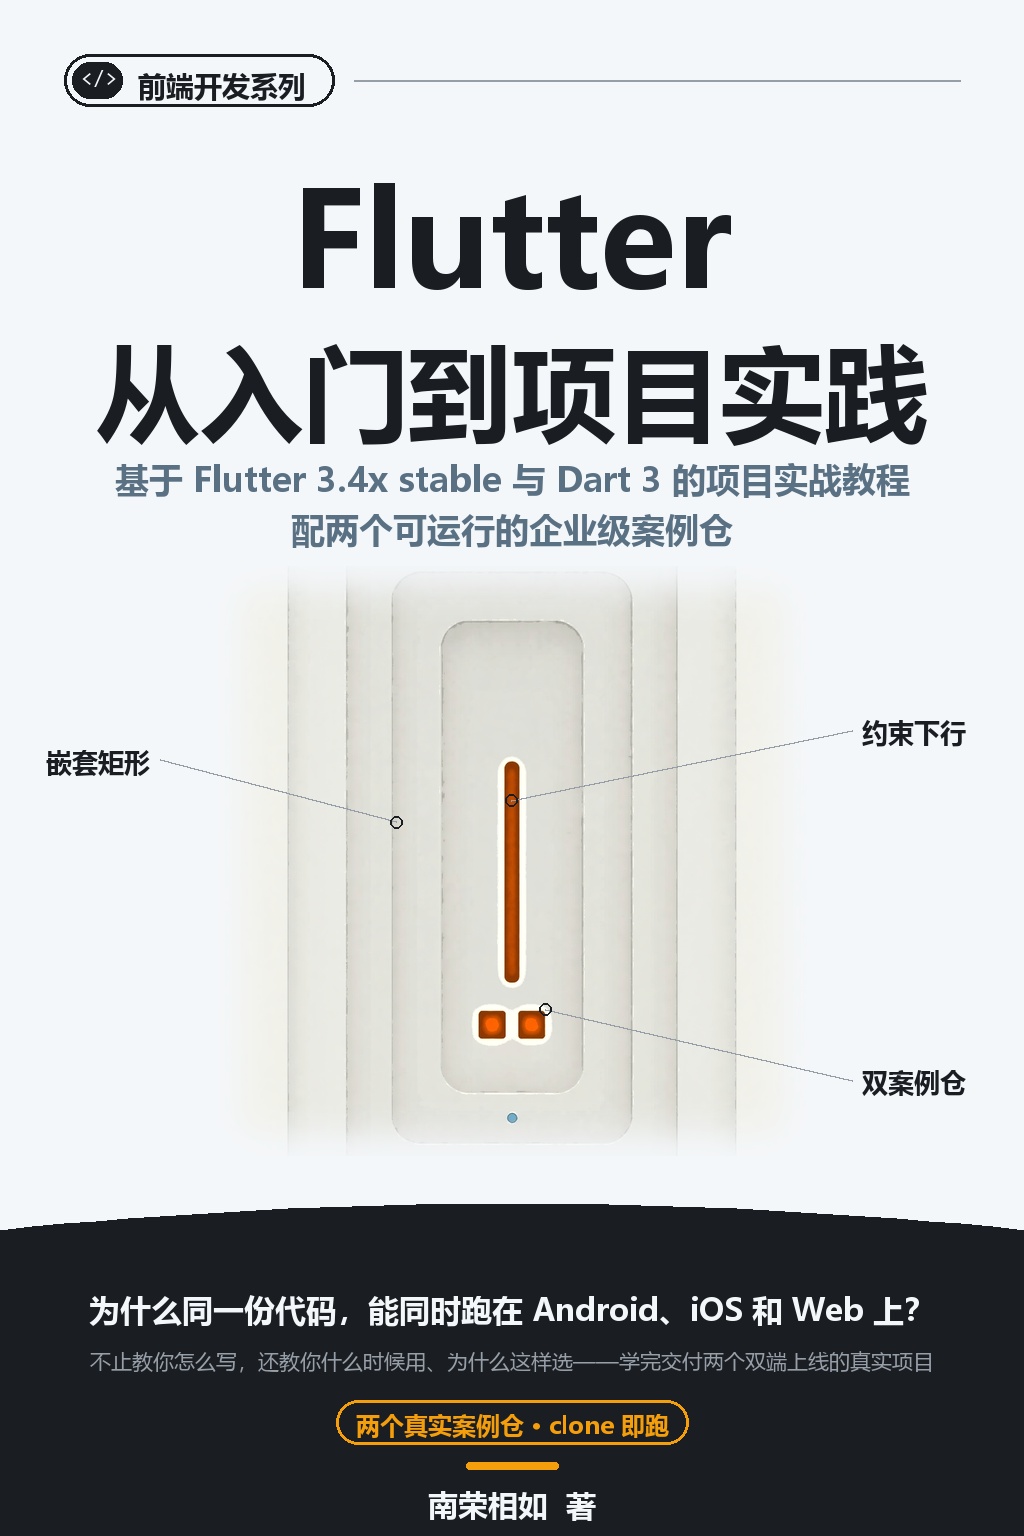 </> 前端开发系列
Flutter
从入门到项目实践
基于 Flutter 3.4x stable 与 Dart 3 的项目实战教程
配两个可运行的企业级案例仓
约束下行
嵌套矩形
双案例仓
为什么同一份代码，能同时跑在 Android、iOS 和 Web 上？
不止教你怎么写，还教你什么时候用、为什么这样选——学完交付两个双端上线的真实项目
两个真实案例仓 · clone 即跑
南荣相如 著